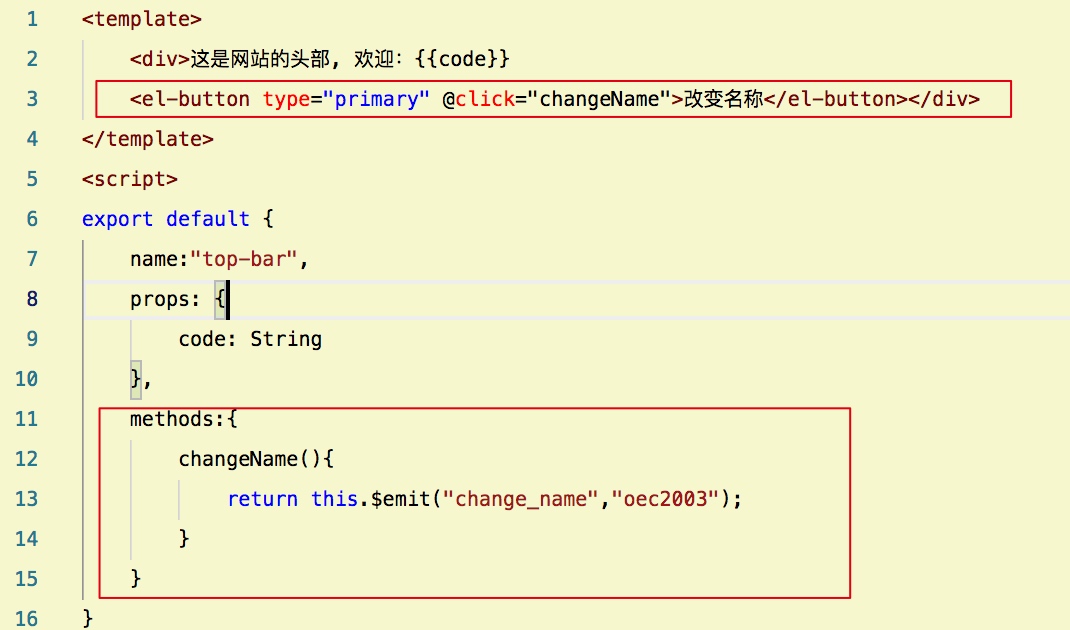 1 <template>
2 <div>这是网站的头部, 欢迎: {{code}}
3 <el-button type="primary" @click="changeName">改变名称</el-button></div>
4 </template>
5 <script>
6 export default {
7 name:"top-bar",
8 props: {
9 code: String
10 },
11 methods:{
12 changeName(){
13 return this.$emit("change_name","oec2003");
14 }
15 }
16 }